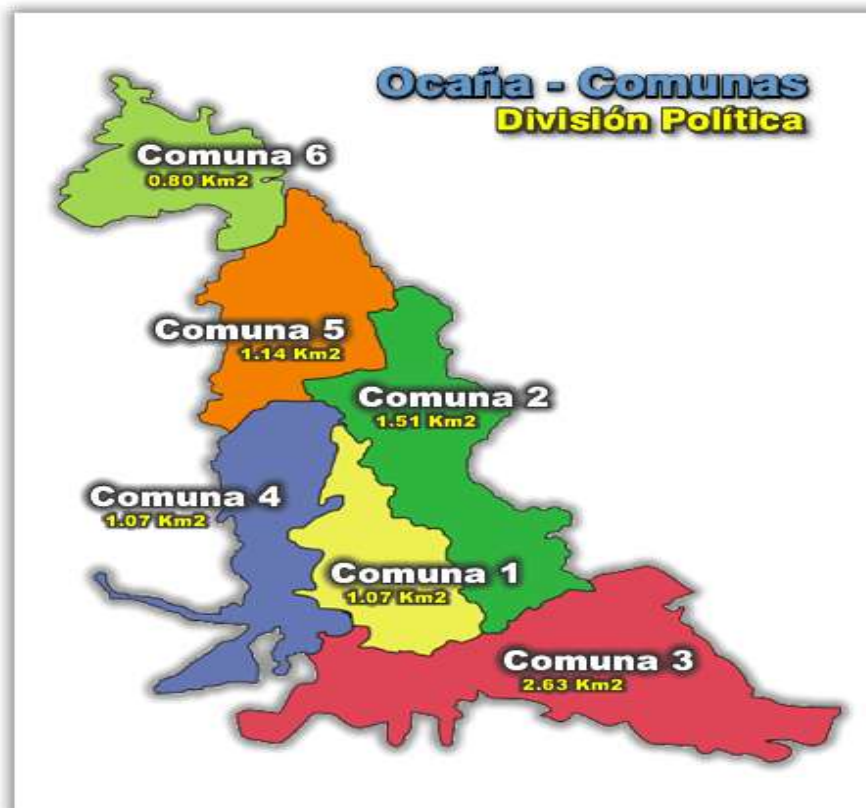 Ocaña - Comunas
División Política
Comuna 6
0.80 Km2
Comuna 5
1.14 Km2
Comuna 2
1.51 Km2
Comuna 4
1.07 Km2
Comuna 1
1.07 Km2
Comuna 3
2.63 Km2